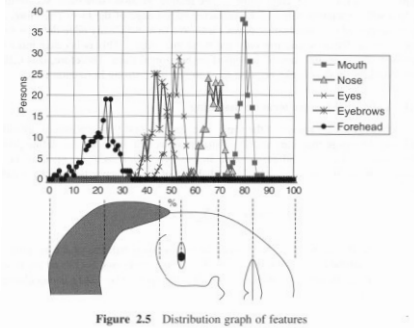 40
35
30
25
20
15
10
5
0
Persons
0 10 20 30 40 50 60 70 80 90 100
%
Mouth
Nose
Eyes
Eyebrows
Forehead
Figure 2.5 Distribution graph of features